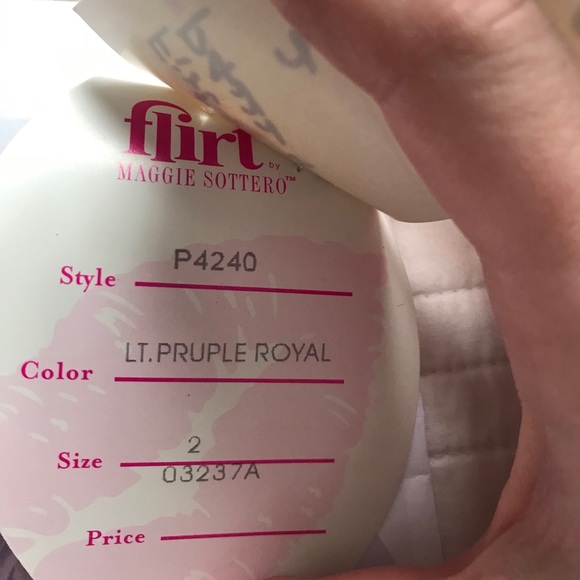 flirt
by
MAGGIE SOTTERO™
Style P4240
Color LT.PRUPLE ROYAL
Size 2
03237A
Price